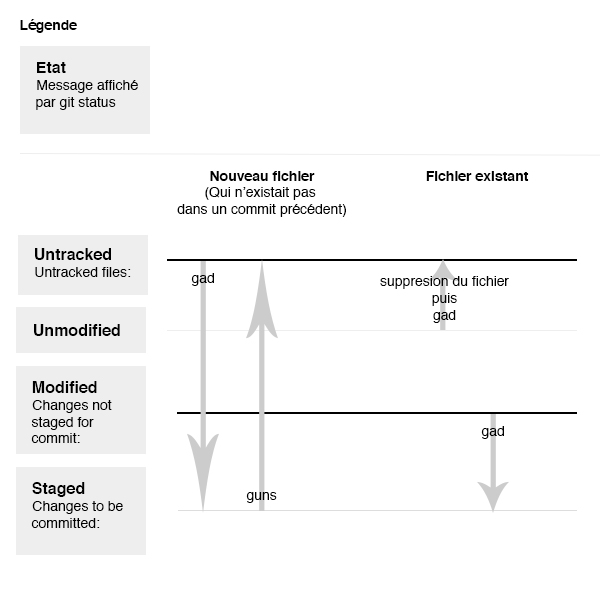 Légende
Etat
Message affiché
par git status
Nouveau fichier
(Qui n'existait pas
dans un commit précédent)
Fichier existant
Untracked
Untracked files:
gad
suppresion du fichier
puis
gad
Unmodified
Modified
Changes not
staged for
commit:
gad
Staged
Changes to be
committed:
guns